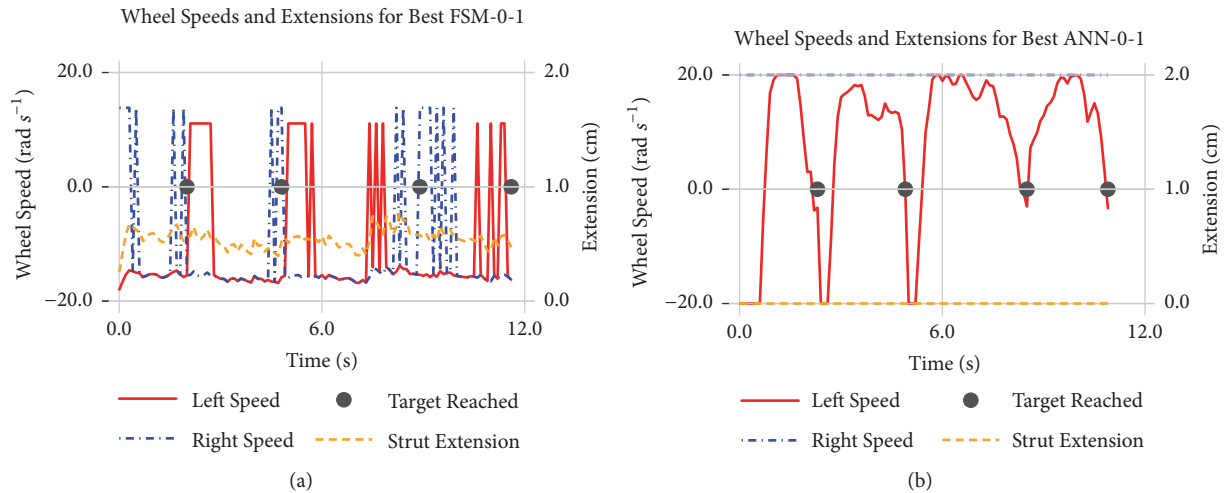 Wheel Speeds and Extensions for Best FSM-0-1
20.0
0.0
−20.0
Wheel Speed (rad s⁻¹)
2.0
1.0
0.0
Extension (cm)
0.0
6.0
12.0
Time (s)
Left Speed
Target Reached
Right Speed
Strut Extension
(a)
Wheel Speeds and Extensions for Best ANN-0-1
20.0
0.0
−20.0
Wheel Speed (rad s⁻¹)
2.0
1.0
0.0
Extension (cm)
0.0
6.0
12.0
Time (s)
Left Speed
Target Reached
Right Speed
Strut Extension
(b)